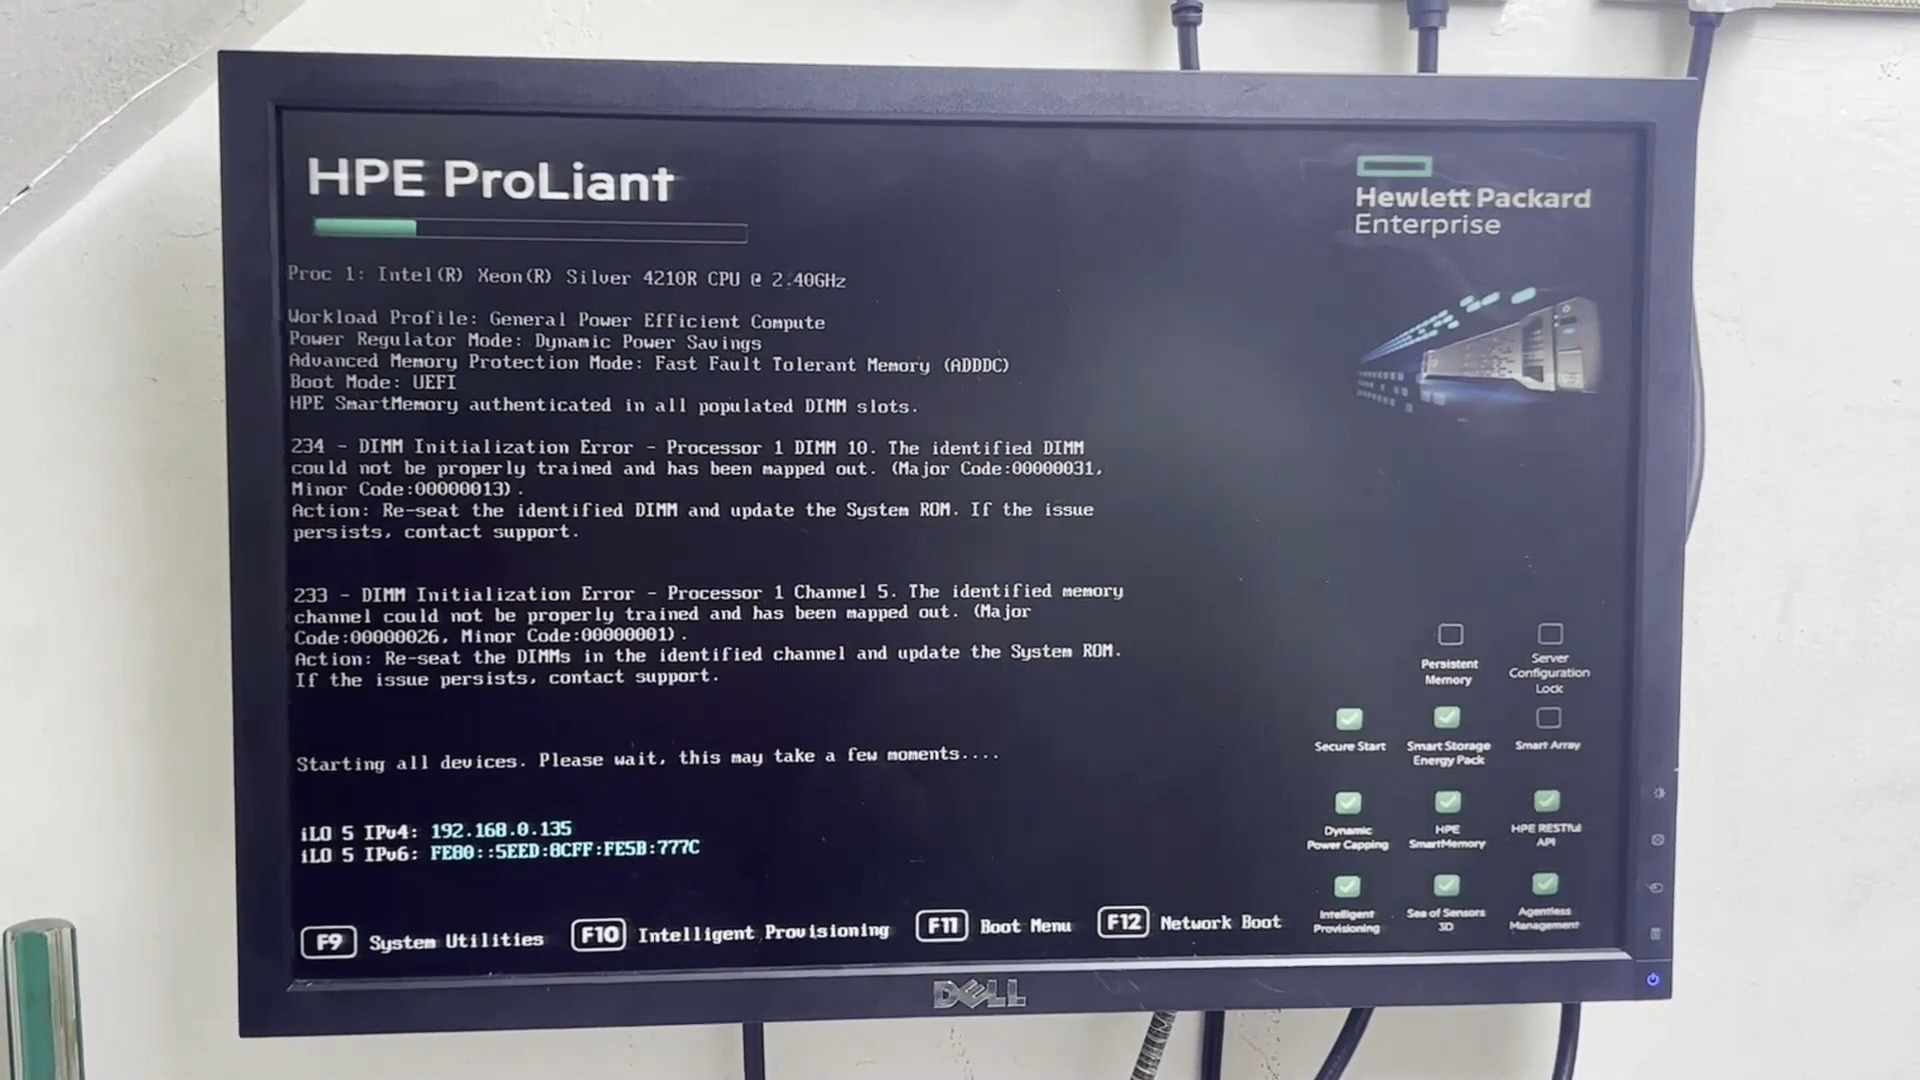 HPE ProLiant
Hewlett Packard
Enterprise
Proc 1: Intel(R) Xeon(R) Silver 4210R CPU @ 2.40GHz
Workload Profile: General Power Efficient Compute
Power Regulator Mode: Dynamic Power Savings
Advanced Memory Protection Mode: Fast Fault Tolerant Memory (ADDDC)
Boot Mode: UEFI
HPE SmartMemory authenticated in all populated DIMM slots.
234 - DIMM Initialization Error - Processor 1 DIMM 10. The identified DIMM
could not be properly trained and has been mapped out. (Major Code:00000031,
Minor Code:00000013).
Action: Re-seat the identified DIMM and update the System ROM. If the issue
persists, contact support.
233 - DIMM Initialization Error - Processor 1 Channel 5. The identified memory
channel could not be properly trained and has been mapped out. (Major
Code:00000026, Minor Code:00000001).
Action: Re-seat the DIMMs in the identified channel and update the System ROM.
If the issue persists, contact support.
Starting all devices. Please wait, this may take a few moments....
iLO 5 IPv4: 192.168.0.135
iLO 5 IPv6: FE80::5EED:8CFF:FE5B:777C
Persistent
Memory
Server
Configuration
Lock
Secure Start
Smart Storage
Energy Pack
Smart Array
Dynamic
Power Capping
HPE
SmartMemory
HPE RESTful
API
Intelligent
Provisioning
Sea of Sensors
3D
Agentless
Management
F9 System Utilities
F10 Intelligent Provisioning
F11 Boot Menu
F12 Network Boot
DELL